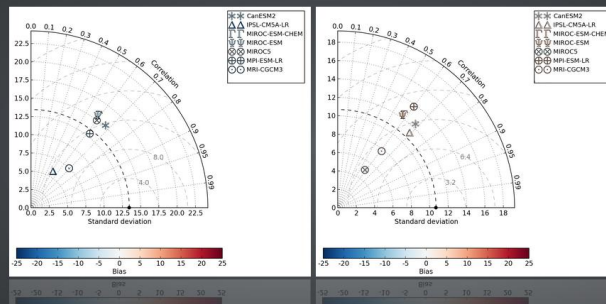 0.0 0.1 0.2 0.3 0.4 0.5 0.6 0.7 0.8 0.9 0.95 0.99
Correlation
22.5
20.0
17.5
15.0
12.5
10.0
7.5
5.0
2.5
0.0
8.0
4.0
0.0 2.5 5.0 7.5 10.0 12.5 15.0 17.5 20.0 22.5
Standard deviation
CanESM2
IPSL-CM5A-LR
MIROC-ESM-CHEM
MIROC-ESM
MIROC5
MPI-ESM-LR
MRI-CGCM3
-25 -20 -15 -10 -5 0 5 10 15 20 25
Bias
0 0.1 0.2 0.3 0.4 0.5 0.6 0.7 0.8 0.9 0.95 0.99
Correlation
18
16
14
12
10
8
6
4
2
0
6.4
3.2
0 2 4 6 8 10 12 14 16 18
Standard deviation
CanESM2
IPSL-CM5A-LR
MIROC-ESM-CHEM
MIROC-ESM
MIROC5
MPI-ESM-LR
MRI-CGCM3
-25 -20 -15 -10 -5 0 5 10 15 20 25
Bias